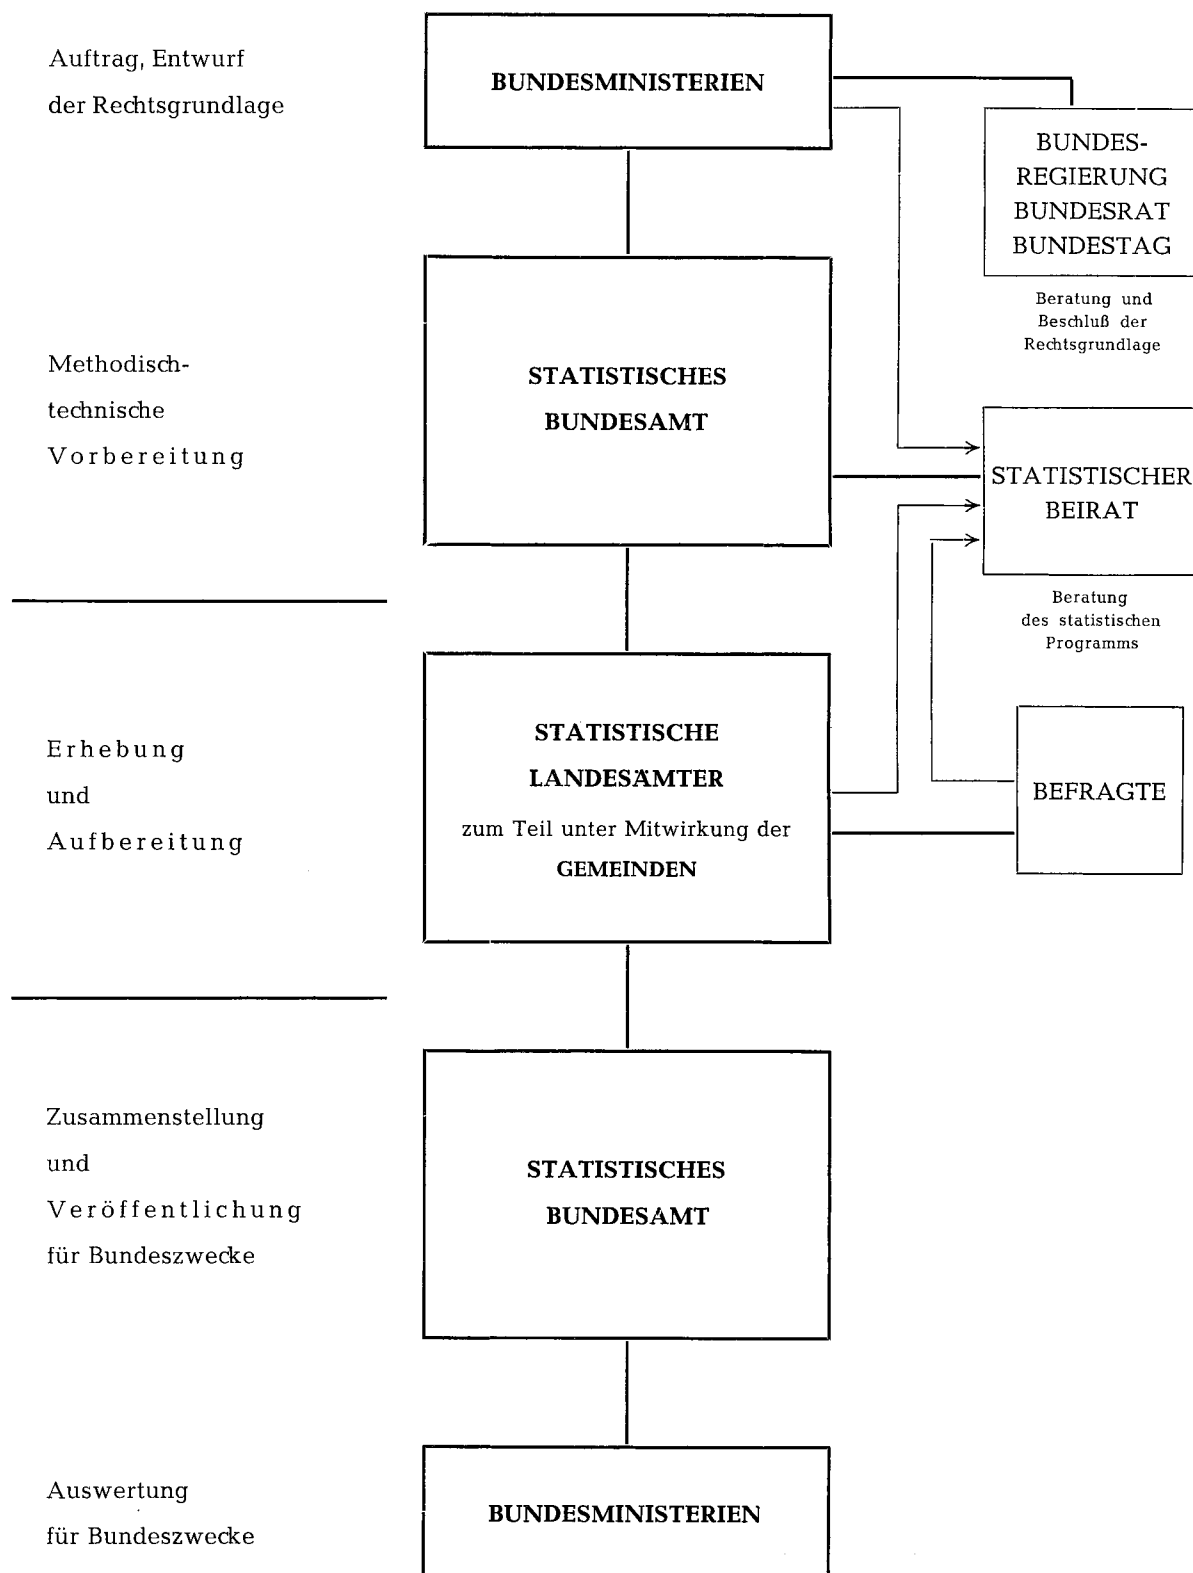 Auftrag, Entwurf
der Rechtsgrundlage
BUNDESMINISTERIEN
BUNDES-
REGIERUNG
BUNDESRAT
BUNDESTAG
Beratung und
Beschluß der
Rechtsgrundlage
Methodisch-
technische
Vorbereitung
STATISTISCHES
BUNDESAMT
STATISTISCHER
BEIRAT
Beratung
des statistischen
Programms
Erhebung
und
Aufbereitung
STATISTISCHE
LANDESÄMTER
zum Teil unter Mitwirkung der
GEMEINDEN
BEFRAGTE
Zusammenstellung
und
Veröffentlichung
für Bundeszwecke
STATISTISCHES
BUNDESAMT
Auswertung
für Bundeszwecke
BUNDESMINISTERIEN